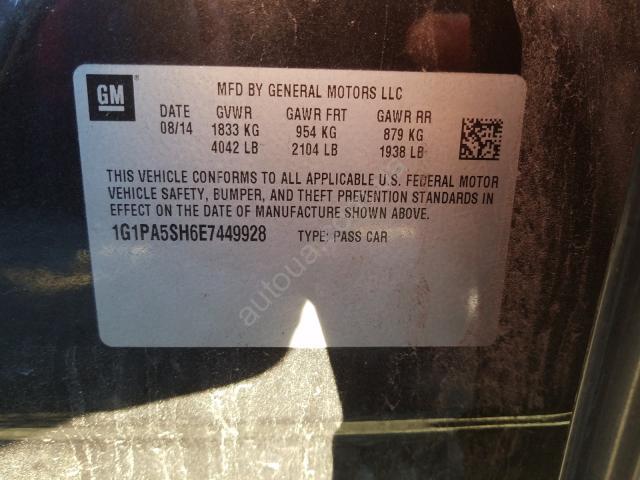 GM
®
MFD BY GENERAL MOTORS LLC
DATE GVWR GAWR FRT GAWR RR
08/14 1833 KG 954 KG 879 KG
4042 LB 2104 LB 1938 LB
THIS VEHICLE CONFORMS TO ALL APPLICABLE U.S. FEDERAL MOTOR
VEHICLE SAFETY, BUMPER, AND THEFT PREVENTION STANDARDS IN
EFFECT ON THE DATE OF MANUFACTURE SHOWN ABOVE.
1G1PA5SH6E7449928 TYPE: PASS CAR